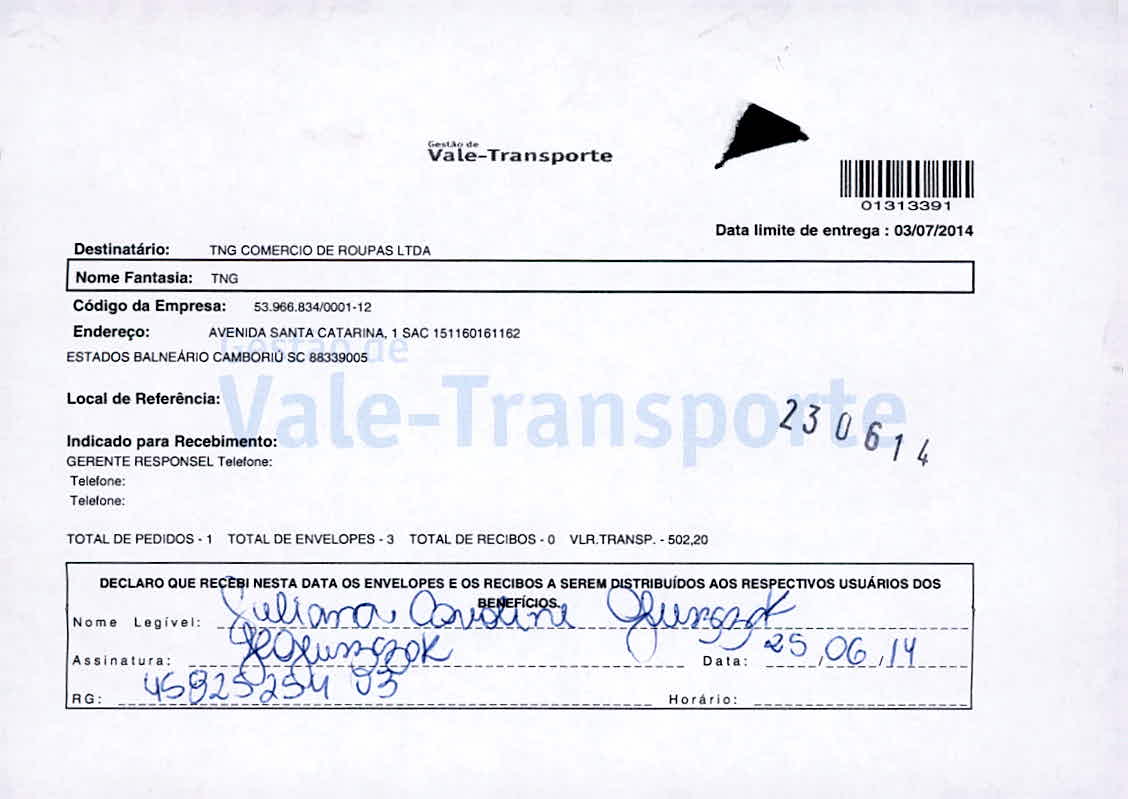 Gestão de
Vale-Transporte
01313391
Data limite de entrega : 03/07/2014
Destinatário: TNG COMERCIO DE ROUPAS LTDA
Nome Fantasia: TNG
Código da Empresa: 53.966.834/0001-12
Endereço: AVENIDA SANTA CATARINA, 1 SAC 151160161162
ESTADOS BALNEÁRIO CAMBORIÚ SC 88339005
Gestão de
Vale-Transporte
Local de Referência:
230614
Indicado para Recebimento:
GERENTE RESPONSEL Telefone:
Telefone:
Telefone:
TOTAL DE PEDIDOS - 1 TOTAL DE ENVELOPES - 3 TOTAL DE RECIBOS - 0 VLR.TRANSP. - 502,20
DECLARO QUE RECEBI NESTA DATA OS ENVELOPES E OS RECIBOS A SEREM DISTRIBUÍDOS AOS RESPECTIVOS USUÁRIOS DOS
BENEFÍCIOS.
Nome Legível: Juliana Caroline
Assinatura:
Data: 25/06/14
RG: 45825254 03
Horário: